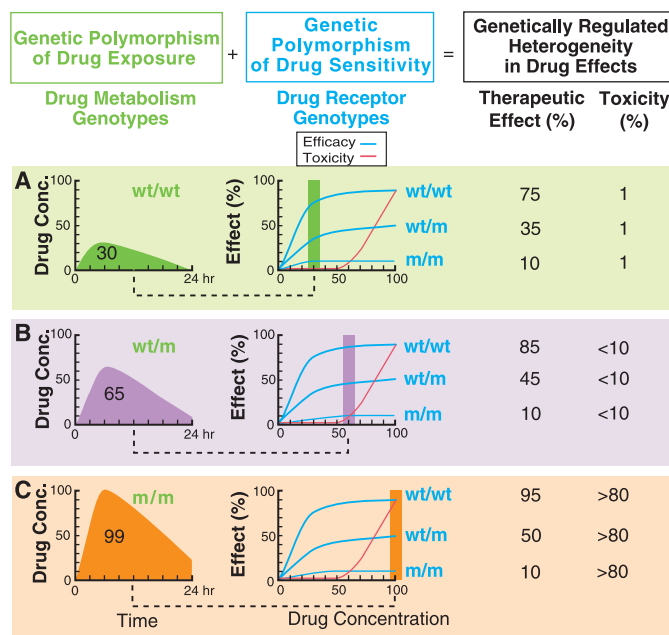 Genetic Polymorphism
of Drug Exposure
+
Genetic
Polymorphism
of Drug Sensitivity
=
Genetically Regulated
Heterogeneity
in Drug Effects
Drug Metabolism
Genotypes
Drug Receptor
Genotypes
Therapeutic
Effect (%)
Toxicity
(%)
Efficacy
Toxicity
A
wt/wt
Drug Conc.
100
50
0
30
0
24 hr
Effect (%)
100
50
0
0
50
100
wt/wt
wt/m
m/m
75 1
35 1
10 1
B
wt/m
Drug Conc.
100
50
0
65
0
24 hr
Effect (%)
100
50
0
0
50
100
wt/wt
wt/m
m/m
85 <10
45 <10
10 <10
C
m/m
Drug Conc.
100
50
0
99
0
24 hr
Effect (%)
100
50
0
0
50
100
wt/wt
wt/m
m/m
95 >80
50 >80
10 >80
Time
Drug Concentration